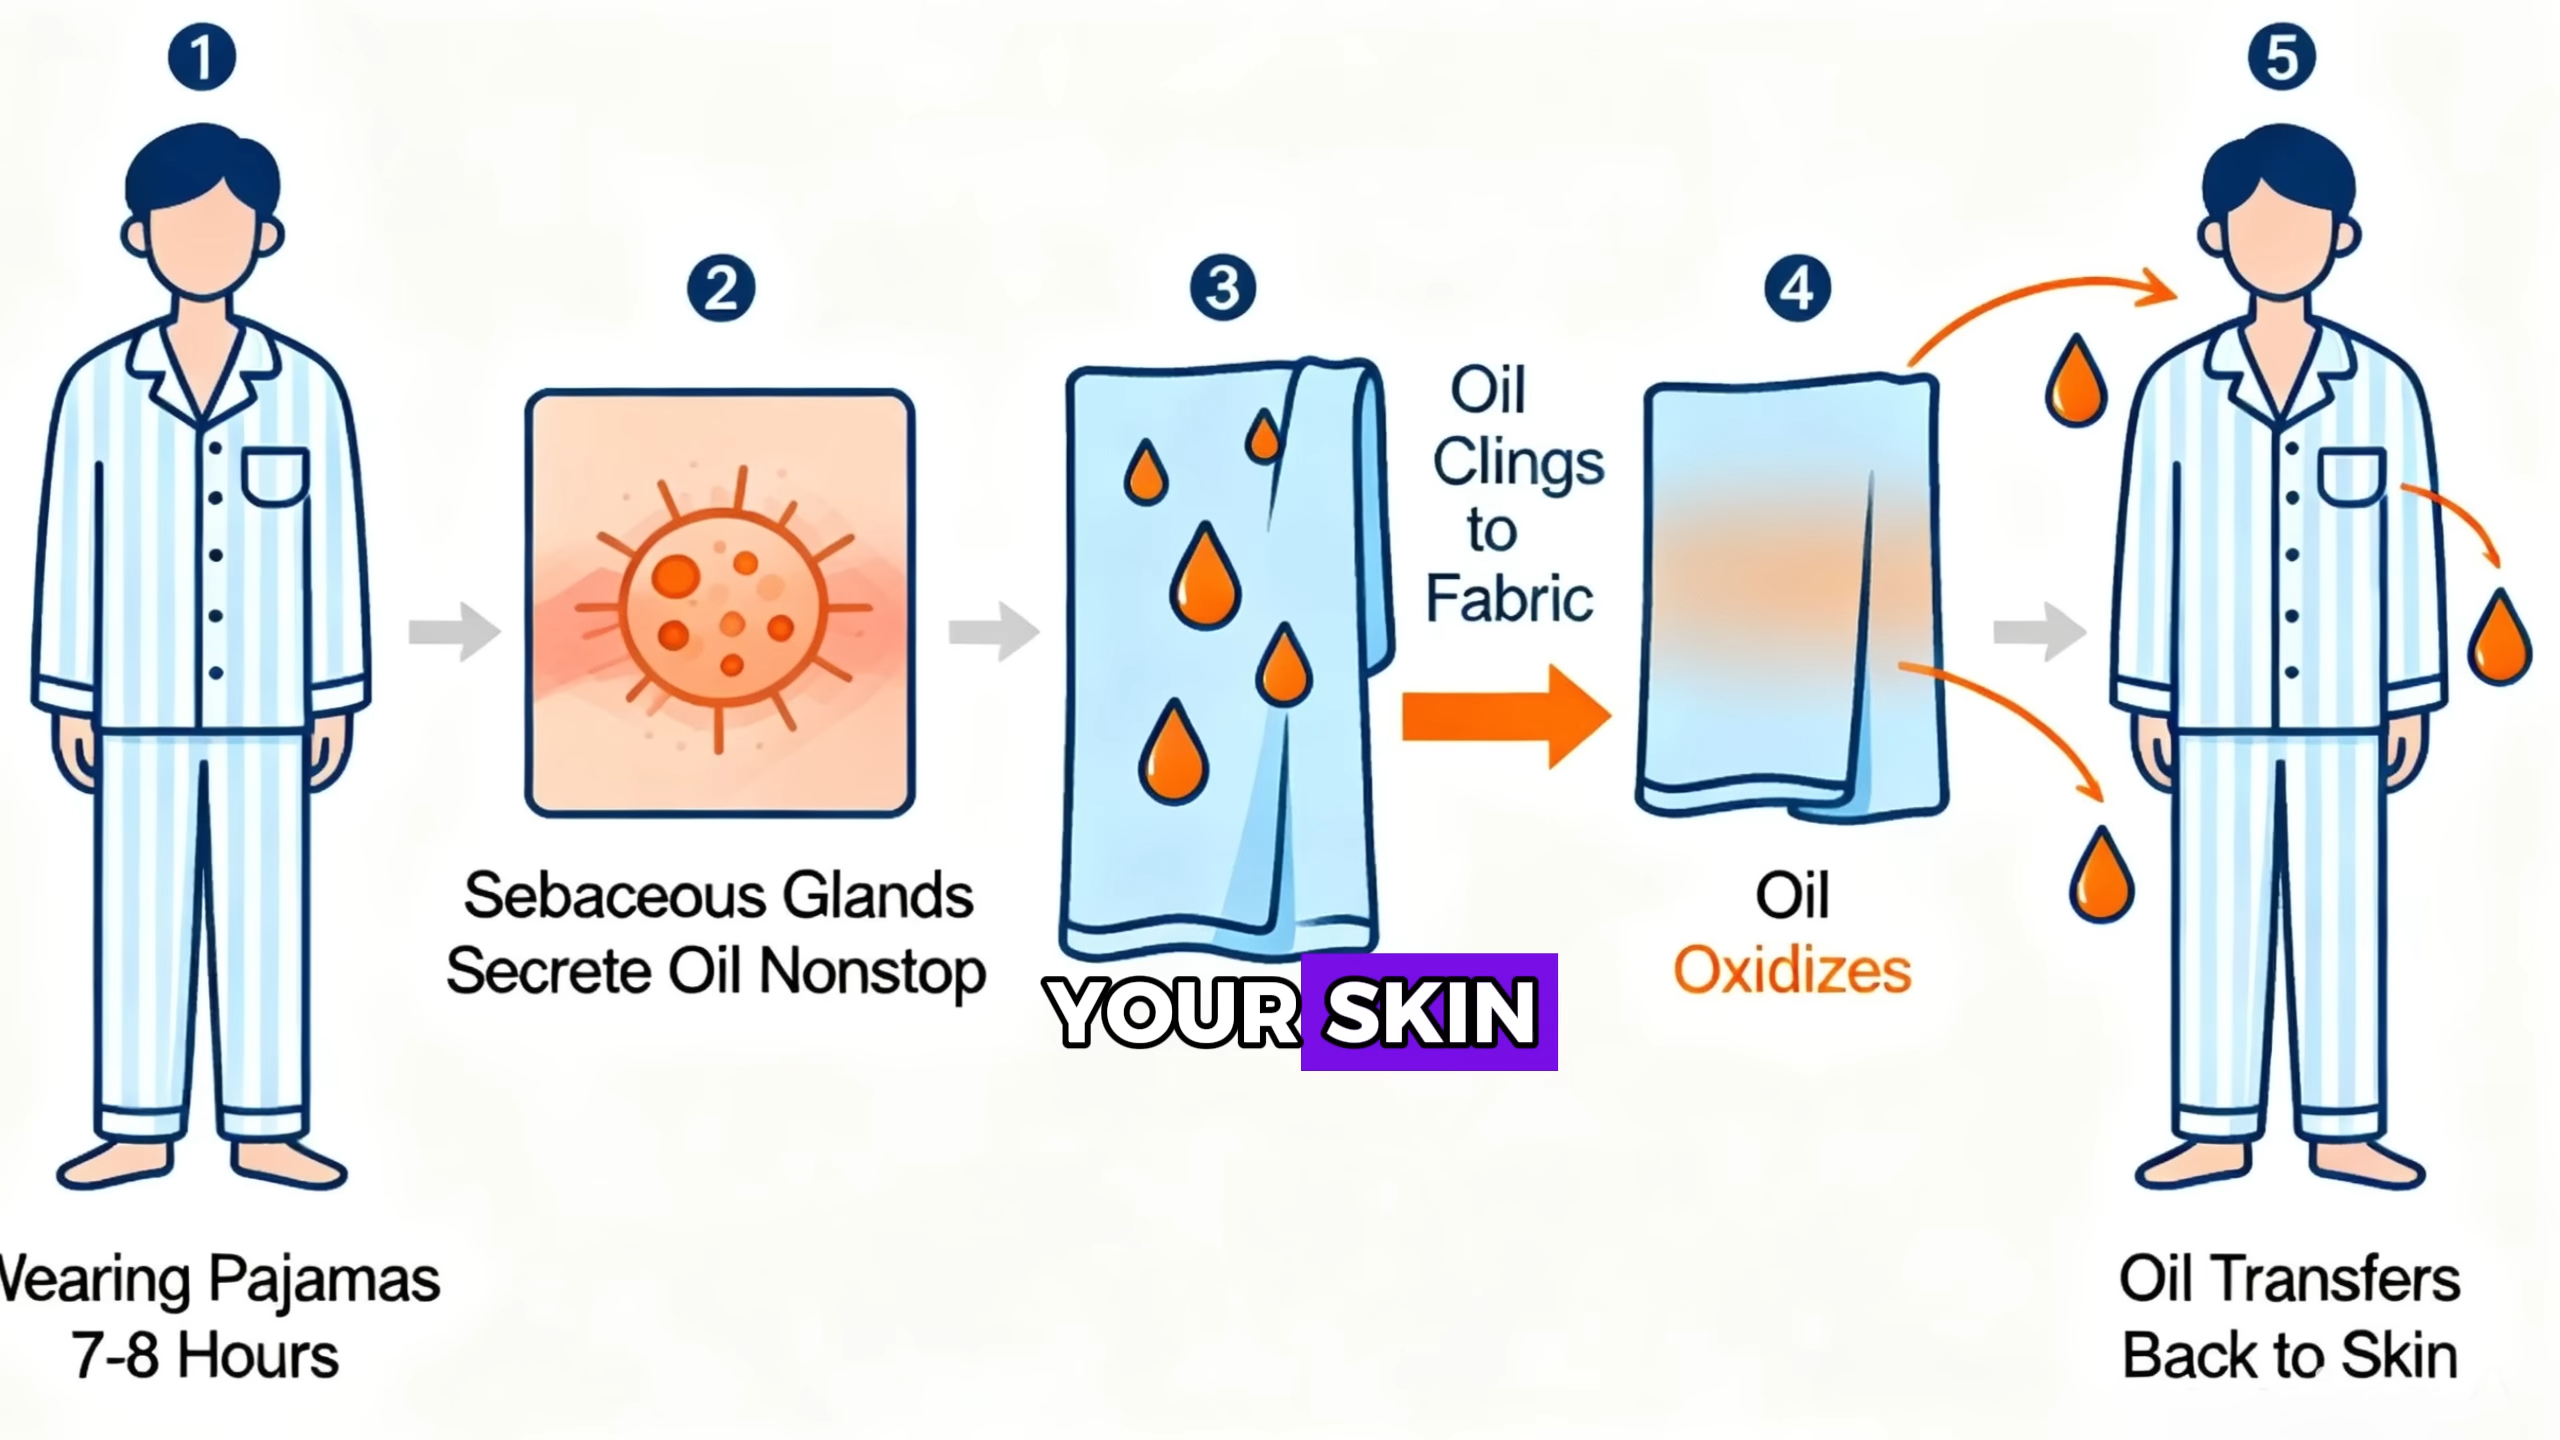 1
2
3
4
5
Oil
Clings
to
Fabric
Sebaceous Glands
Secrete Oil Nonstop
Oil
Oxidizes
YOUR SKIN
Wearing Pajamas
7-8 Hours
Oil Transfers
Back to Skin